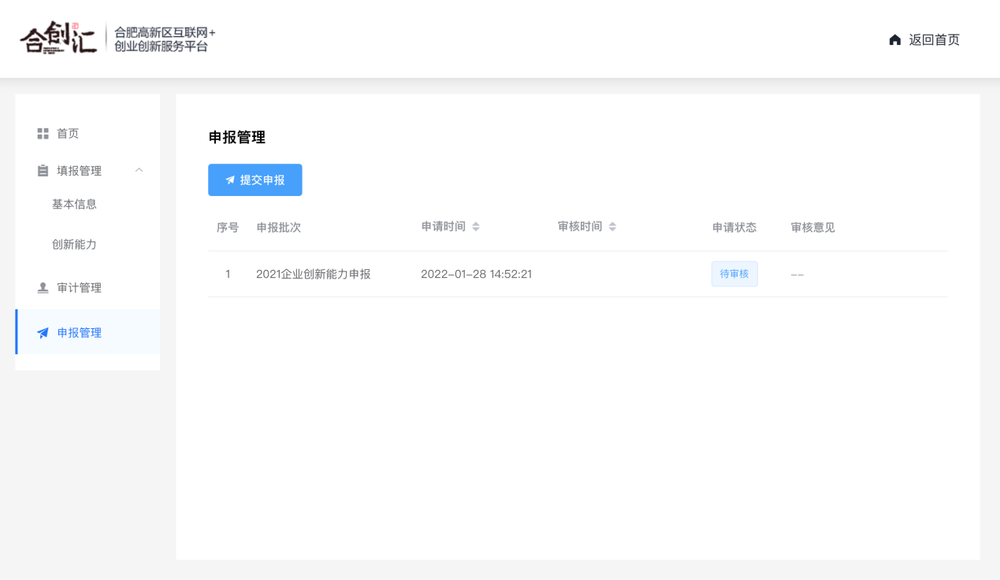 合创汇
合肥高新区互联网+
创业创新服务平台
返回首页
首页
填报管理
基本信息
创新能力
审计管理
申报管理
申报管理
提交申报
序号 申报批次 申请时间 审核时间 申请状态 审核意见
1 2021企业创新能力申报 2022-01-28 14:52:21 待审核 --